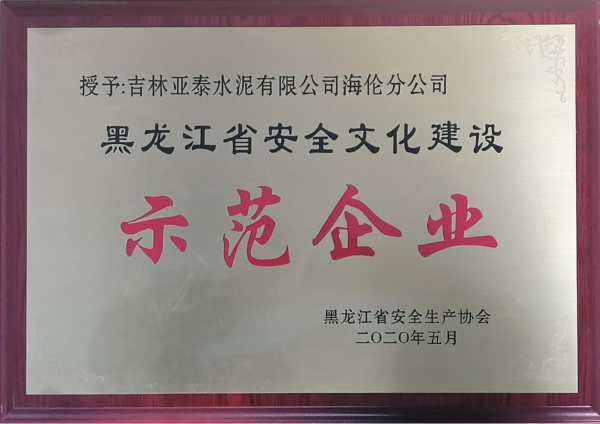 授予:吉林亚泰水泥有限公司海伦分公司
黑龙江省安全文化建设
示范企业
黑龙江省安全生产协会
二〇二〇年五月